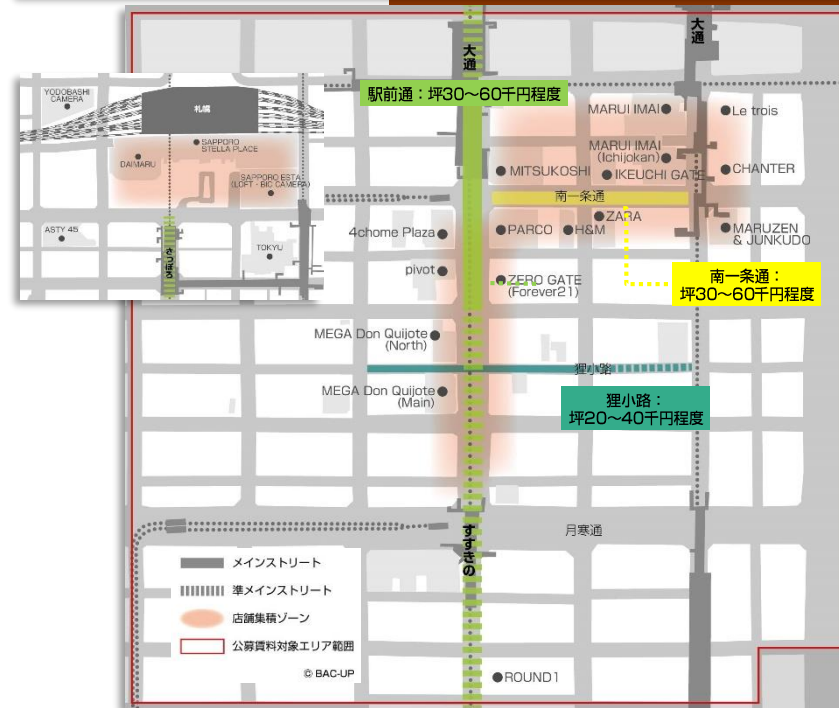 大通
大通
駅前通：坪30～60千円程度
YODOBASHI
CAMERA
札幌
SAPPORO
STELLA PLACE
DAIMARU
SAPPORO ESTA
(LOFT・BIC CAMERA)
ASTY 45
さっぽろ
TOKYU
MARUI IMAI
Le trois
MARUI IMAI
(Ichijokan)
MITSUKOSHI
IKEUCHI GATE
CHANTER
南一条通
ZARA
4chome Plaza
PARCO
H&M
MARUZEN
& JUNKUDO
pivot
ZERO GATE
(Forever21)
南一条通：
坪30～60千円程度
MEGA Don Quijote
(North)
狸小路
MEGA Don Quijote
(Main)
狸小路：
坪20～40千円程度
すすきの
月寒通
メインストリート
準メインストリート
店舗集積ゾーン
公募賃料対象エリア範囲
© BAC-UP
ROUND1